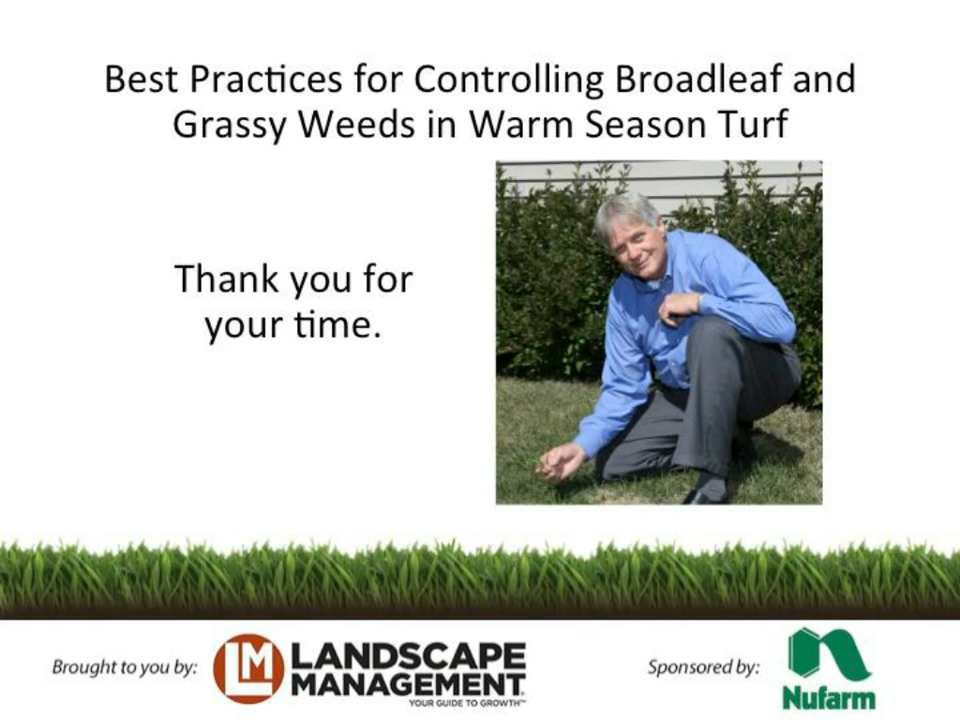 Best Practices for Controlling Broadleaf and
Grassy Weeds in Warm Season Turf
Thank you for
your time.
Brought to you by:
LM
LANDSCAPE
MANAGEMENT
YOUR GUIDE TO GROWTH™
Sponsored by:
Nufarm